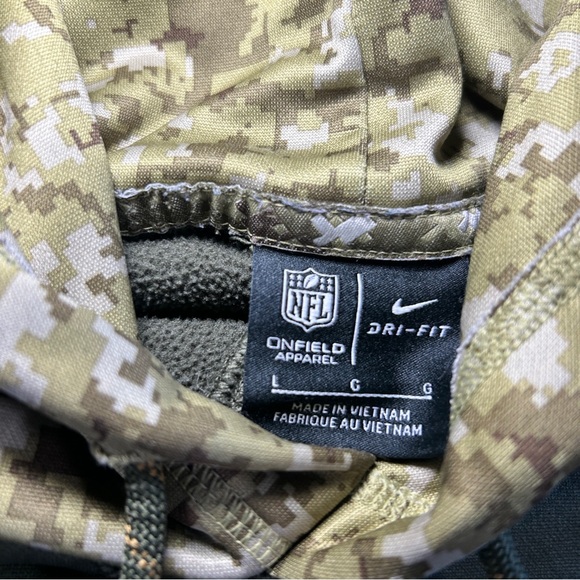 NFL
ONFIELD
APPAREL
DRI-FIT
L G G
MADE IN VIETNAM
FABRIQUE AU VIETNAM